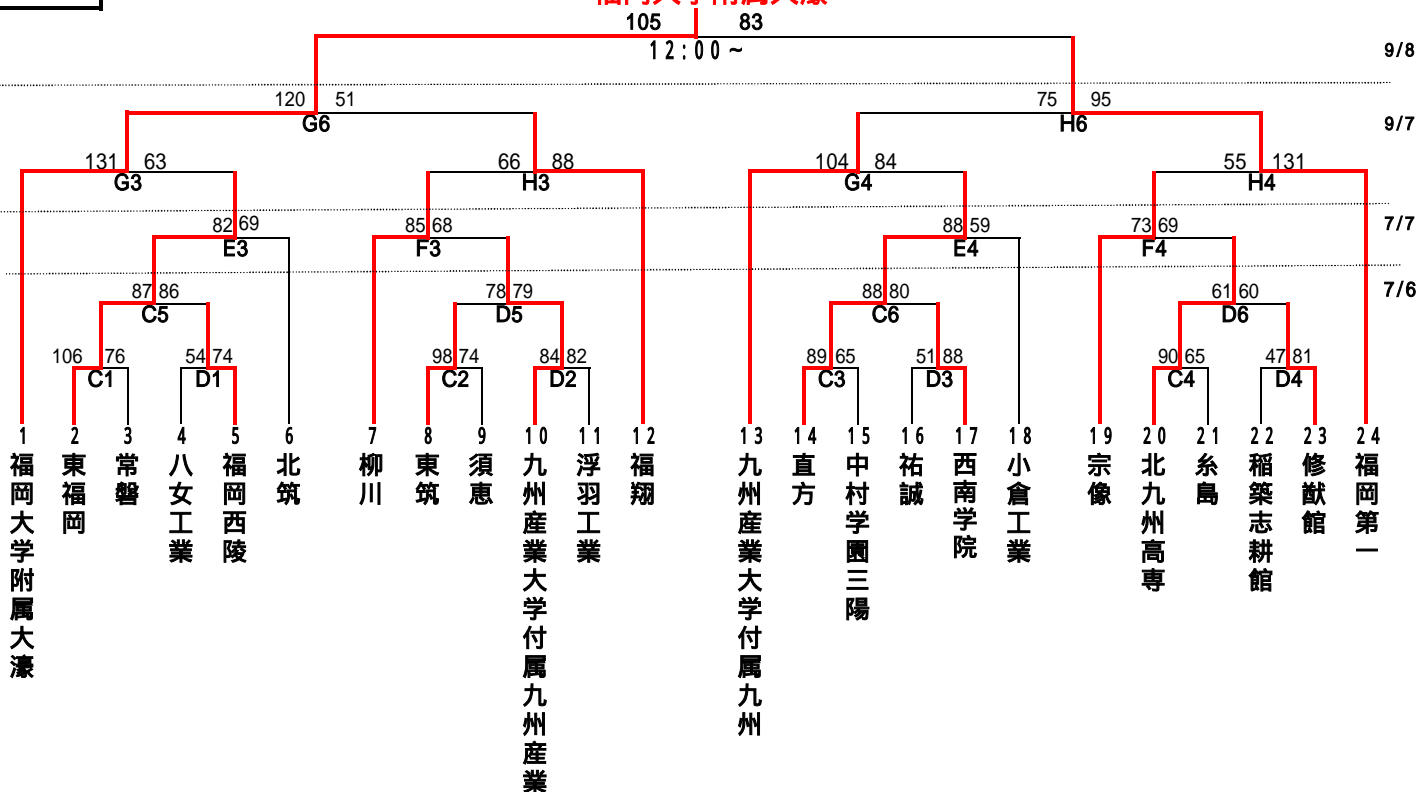 福岡大学附属大濠
105 83
12:00～
9/8
120 51
G6
75 95
H6
9/7
131 63
G3
66 88
H3
104 84
G4
55 131
H4
82 69
E3
85 68
F3
88 59
E4
73 69
F4
7/7
87 86
C5
78 79
D5
88 80
C6
61 60
D6
7/6
106 76
C1
54 74
D1
98 74
C2
84 82
D2
89 65
C3
51 88
D3
90 65
C4
47 81
D4
1
福岡大学附属大濠
2
東福岡
3
常磐
4
八女工業
5
福岡西陵
6
北筑
7
柳川
8
東筑
9
須恵
10
九州産業大学付属九州産業
11
浮羽工業
12
福翔
13
九州産業大学付属九州
14
直方
15
中村学園三陽
16
祐誠
17
西南学院
18
小倉工業
19
宗像
20
北九州高専
21
糸島
22
稲築志耕館
23
修猷館
24
福岡第一